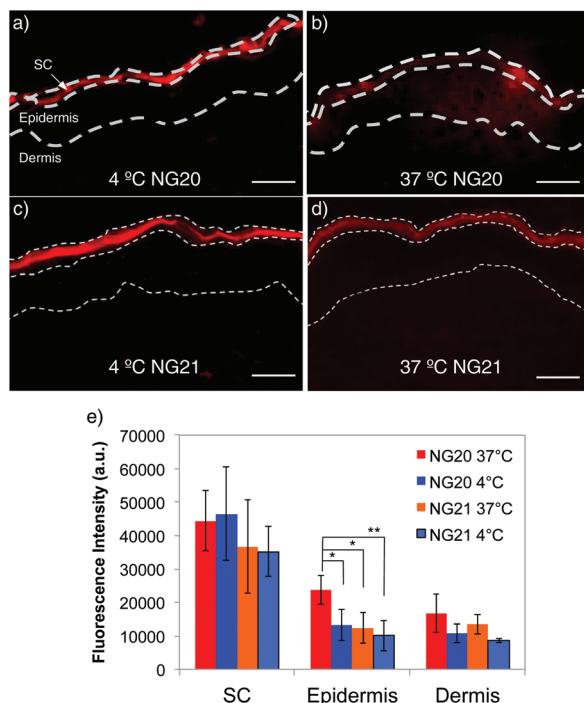 a)
SC
Epidermis
Dermis
4 ºC NG20
b)
37 ºC NG20
c)
4 ºC NG21
d)
37 ºC NG21
e)
Fluorescence Intensity (a.u.)
70000
60000
50000
40000
30000
20000
10000
0
NG20 37°C
NG20 4°C
NG21 37°C
NG21 4°C
*
*
**
SC
Epidermis
Dermis